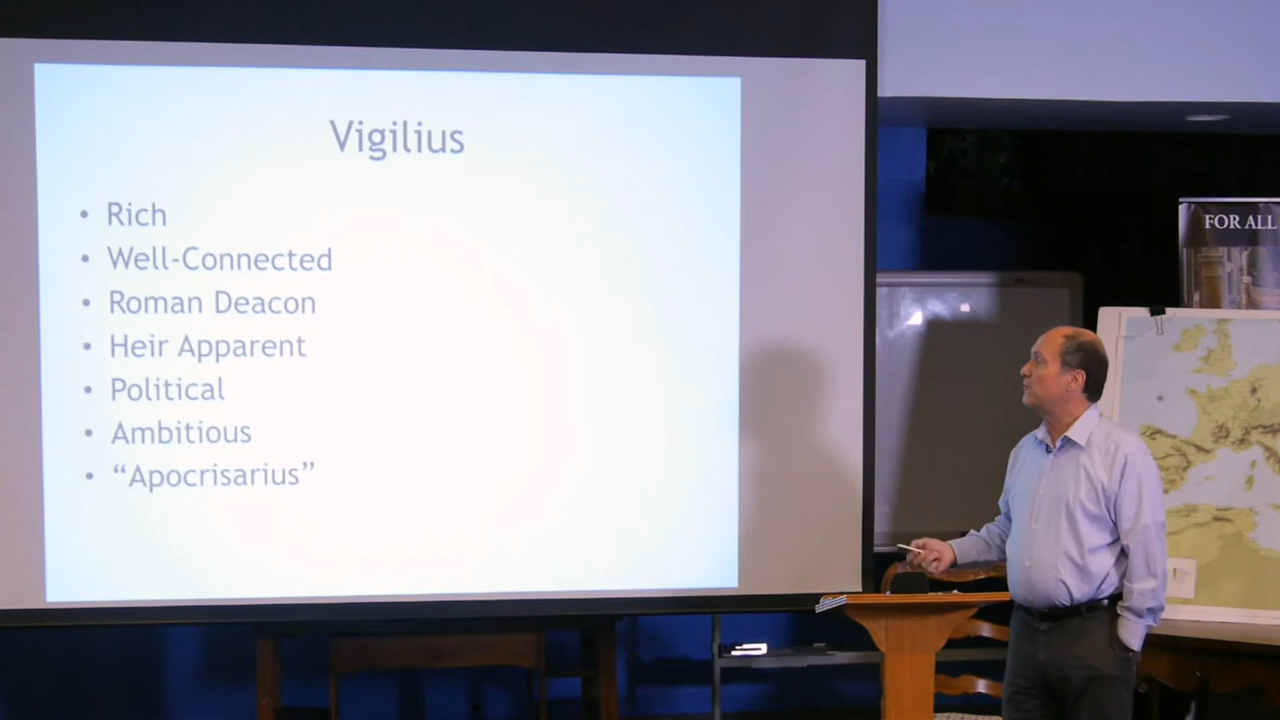 Vigilius
• Rich
• Well-Connected
• Roman Deacon
• Heir Apparent
• Political
• Ambitious
• “Apocrisarius”
FOR ALL